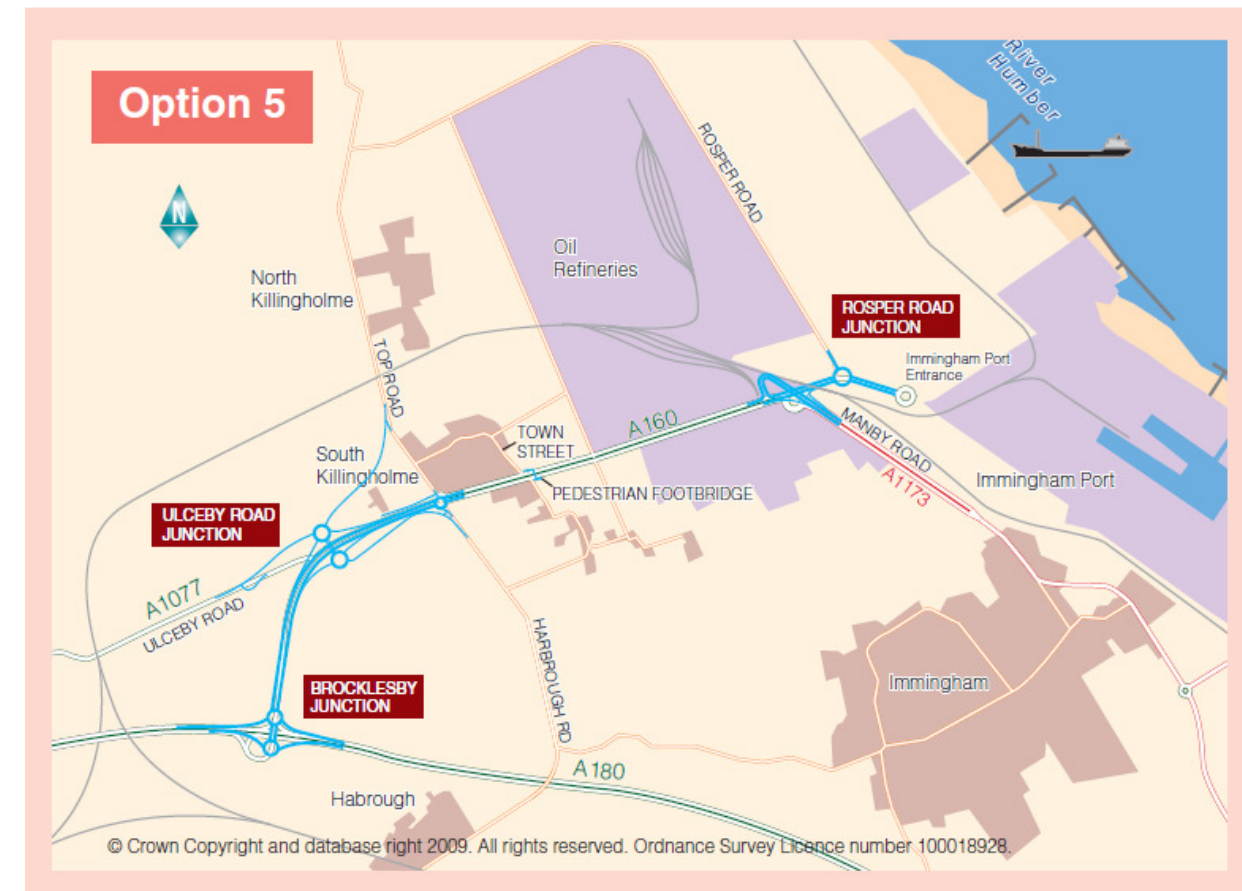 Option 5
River
Humber
N
ROSPER ROAD
Oil
Refineries
North
Killingholme
ROSPER ROAD
JUNCTION
Immingham Port
Entrance
TOP ROAD
TOWN
STREET
A160
MANBY ROAD
South
Killingholme
PEDESTRIAN FOOTBRIDGE
A1173
Immingham Port
ULCEBY ROAD
JUNCTION
A1077
ULCEBY ROAD
HARBROUGH RD
BROCKLESBY
JUNCTION
Immingham
A180
Habrough
© Crown Copyright and database right 2009. All rights reserved. Ordnance Survey Licence number 100018928.